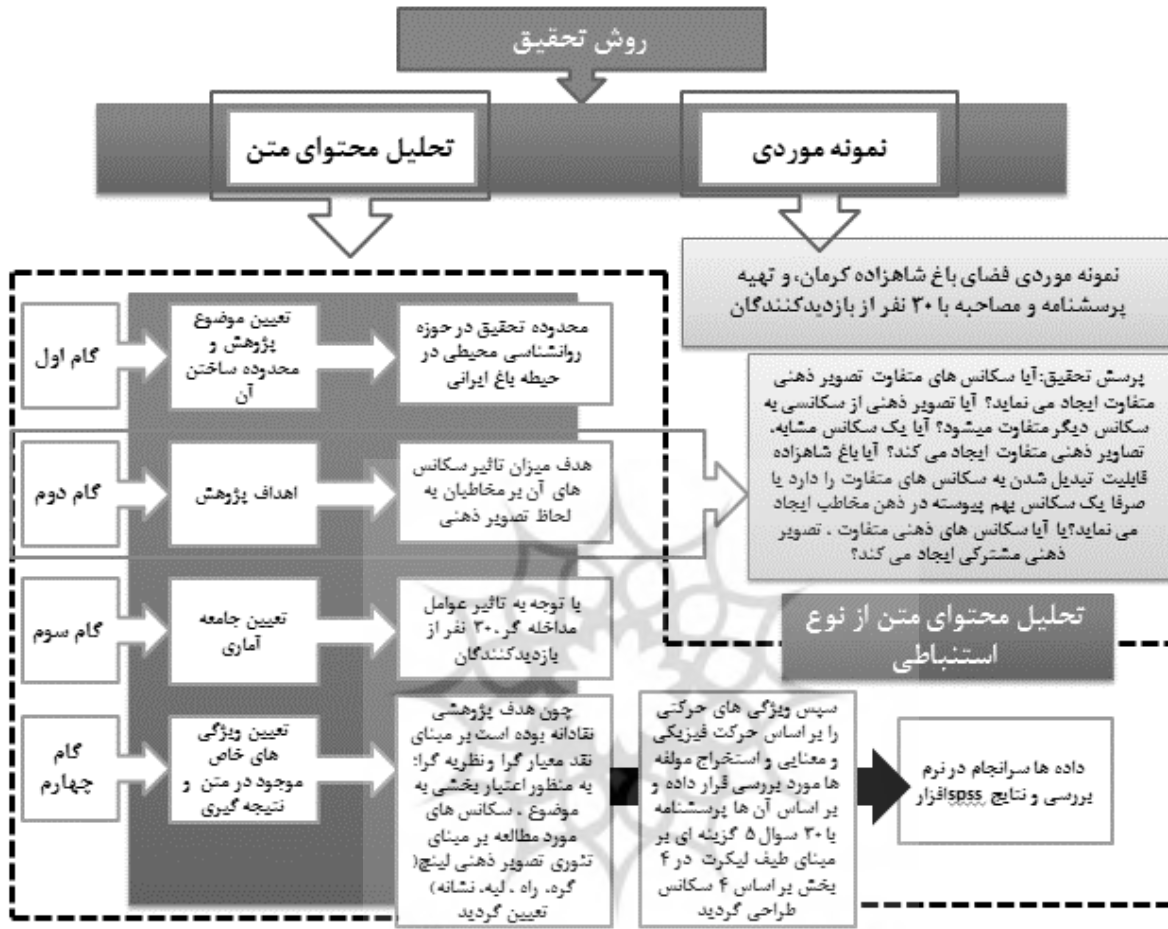 روش تحقیق
نمونه موردی
تحلیل محتوای متن
نمونه موردی فضای باغ شاهزاده کرمان، و تهیه
پرسشنامه و مصاحبه با ۳۰ نفر از بازدیدکنندگان
پرسش تحقیق: آیا سکانس های متفاوت تصویر ذهنی
متفاوت ایجاد می نماید؟ آیا تصویر ذهنی از سکانسی به
سکانس دیگر متفاوت میشود؟ آیا یک سکانس مشابه،
تصاویر ذهنی متفاوت ایجاد می کند؟ آیا باغ شاهزاده
قابلیت تبدیل شدن به سکانس های متفاوت را دارد یا
صرفا یک سکانس بهم پیوسته در ذهن مخاطب ایجاد
می نماید؟یا آیا سکانس های ذهنی متفاوت ، تصویر
ذهنی مشترکی ایجاد می کند؟
گام اول
تعیین موضوع
پژوهش و
محدوده ساختن
آن
محدوده تحقیق در حوزه
روانشناسی محیطی در
حیطه باغ ایرانی
گام دوم
اهداف پژوهش
هدف میزان تاثیر سکانس
های آن بر مخاطبان به
لحاظ تصویر ذهنی
گام سوم
تعیین جامعه
آماری
با توجه به تاثیر عوامل
مداخله گر، ۳۰ نفر از
بازدیدکنندگان
تحلیل محتوای متن از نوع
استنباطی
گام
چهارم
تعیین ویژگی
های خاص
موجود در متن و
نتیجه گیری
چون هدف پژوهشی
نقادانه بوده است بر مبنای
نقد معیار گرا و نظریه گرا؛
به منظور اعتبار بخشی به
موضوع ، سکانس های
مورد مطالعه بر مبنای
تئوری تصویر ذهنی لینچ(
گره، راه ، لبه، نشانه)
تعیین گردید
سپس ویژگی های حرکتی
را بر اساس حرکت فیزیکی
و معنایی و استخراج مولفه
ها مورد بررسی قرار داده و
بر اساس آن ها پرسشنامه
با ۳۰ سوال ۵ گزینه ای بر
مبنای طیف لیکرت در ۴
بخش بر اساس ۴ سکانس
طراحی گردید
داده ها سرانجام در نرم
افزارspss بررسی و نتایج